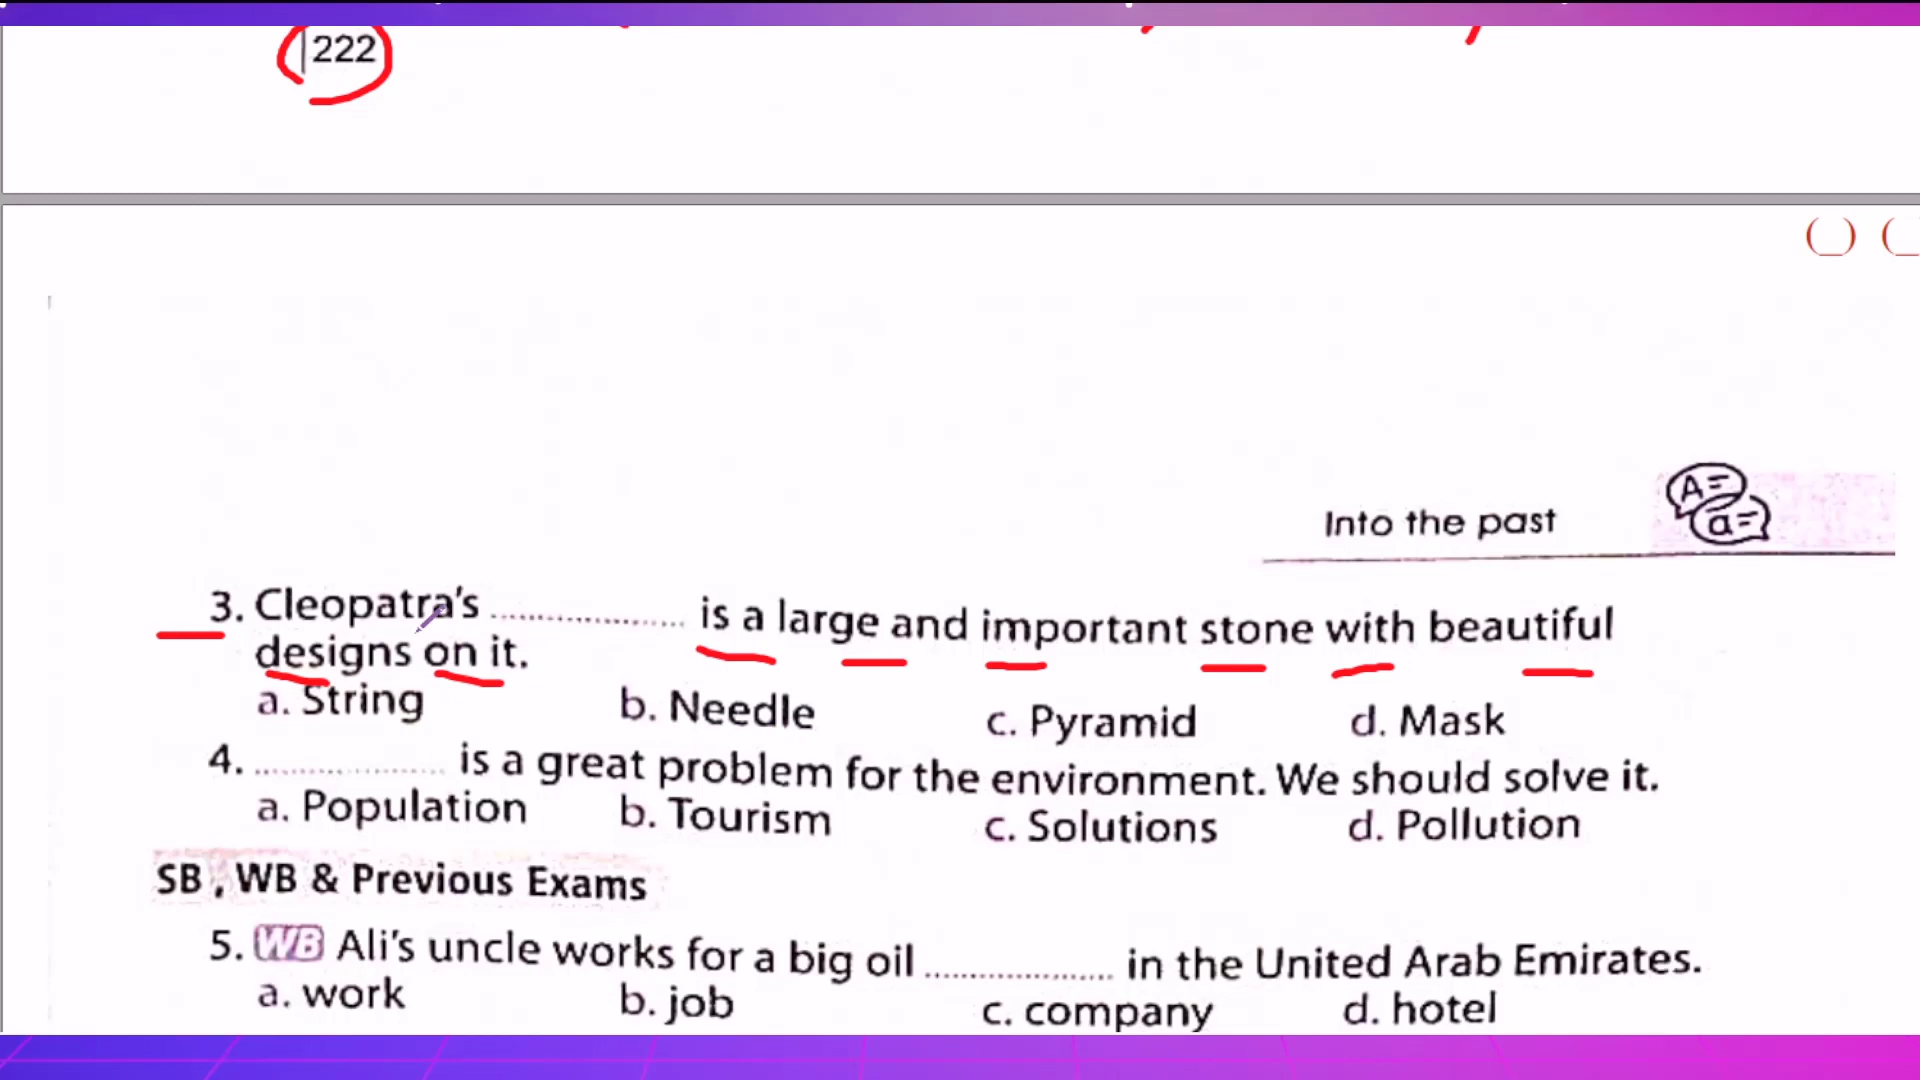 222
(_) (_
Into the past
A= a=
3. Cleopatra's .................... is a large and important stone with beautiful
designs on it.
a. String b. Needle c. Pyramid d. Mask
4. .................... is a great problem for the environment. We should solve it.
a. Population b. Tourism c. Solutions d. Pollution
SB, WB & Previous Exams
5. WB Ali's uncle works for a big oil .................... in the United Arab Emirates.
a. work b. job c. company d. hotel